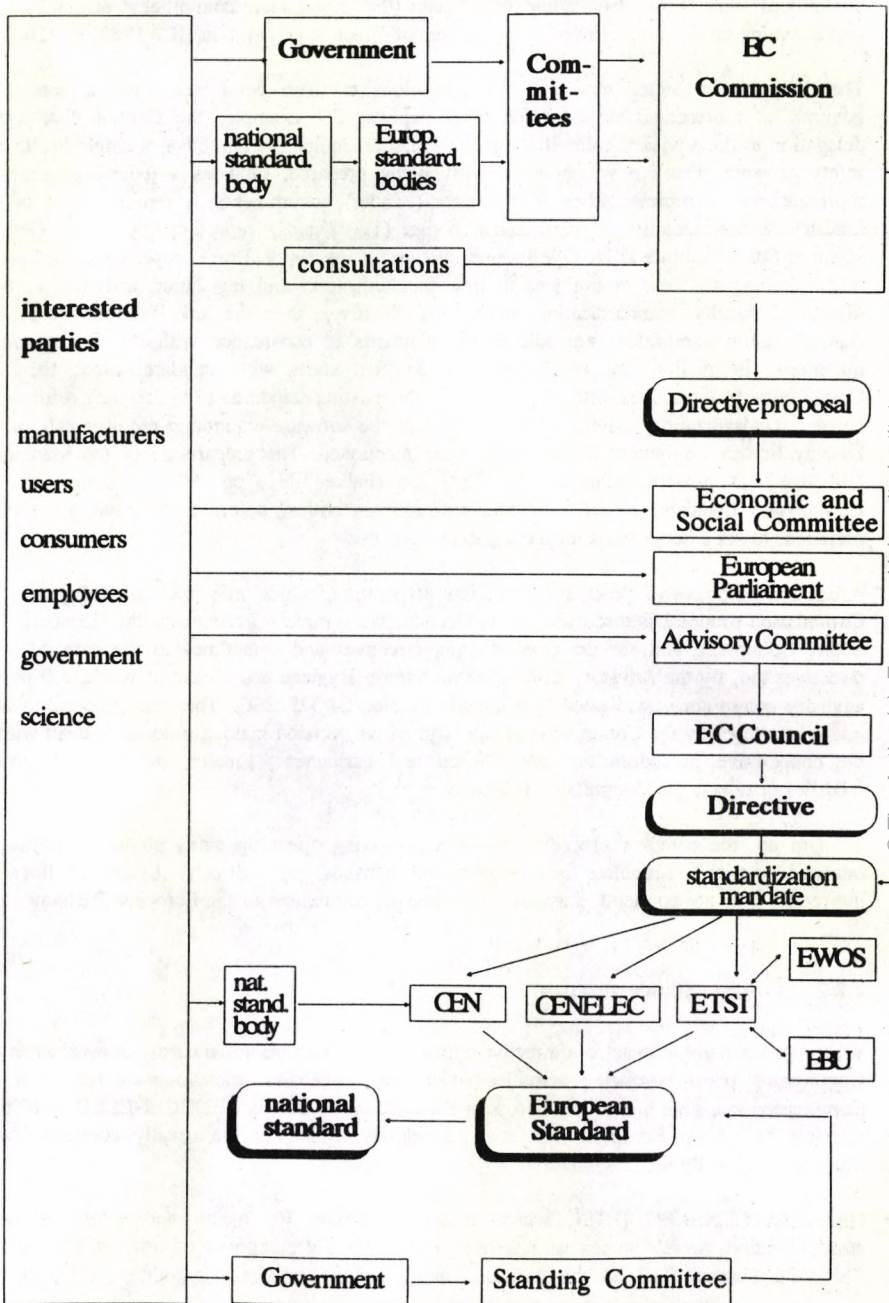 Government
Com-
mit-
tees
EC
Commission
national
standard.
body
Europ.
standard.
bodies
consultations
interested
parties
manufacturers
users
consumers
employees
government
science
Directive proposal
Economic and
Social Committee
European
Parliament
Advisory Committee
EC Council
Directive
standardization
mandate
EWOS
nat.
stand.
body
CEN
CENELEC
ETSI
EBU
national
standard
European
Standard
Government
Standing Committee